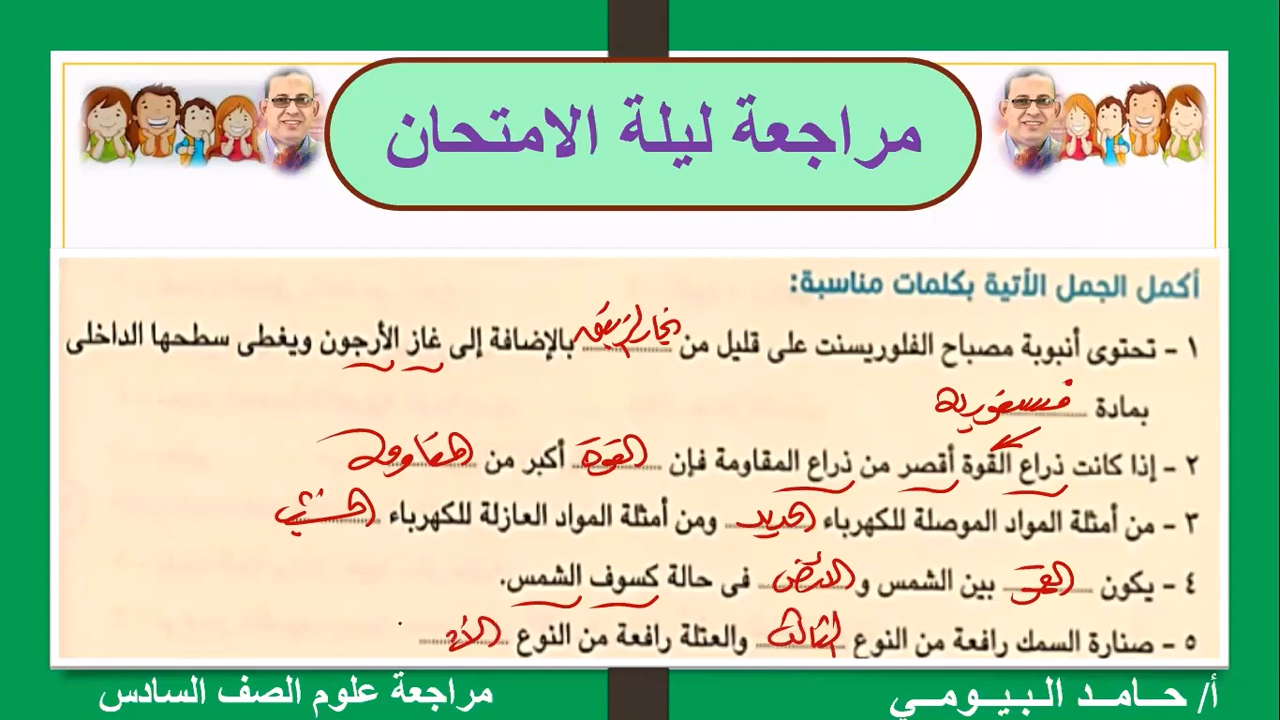 مراجعة ليلة الامتحان
أكمل الجمل الأتية بكلمات مناسبة:
١ - تحتوى أنبوبة مصباح الفلوريسنت على قليل من بخار الزئبق بالإضافة إلى غاز الأرجون ويغطى سطحها الداخلى
بمادة فسفورية
٢ - إذا كانت ذراع القوة أقصر من ذراع المقاومة فإن القوة أكبر من المقاومة
٣ - من أمثلة المواد الموصلة للكهرباء الحديد ومن أمثلة المواد العازلة للكهرباء الخشب
٤ - يكون القمر بين الشمس والأرض فى حالة كسوف الشمس.
٥ - صنارة السمك رافعة من النوع الثالث والعتلة رافعة من النوع
أ/ حامد البيومي
مراجعة علوم الصف السادس